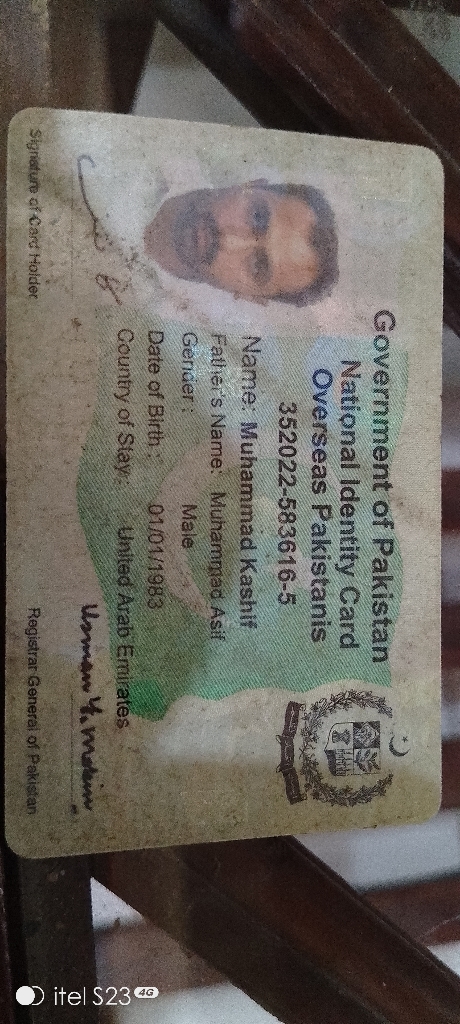 Government of Pakistan
National Identity Card
Overseas Pakistanis
352022-583616-5
Name: Muhammad Kashif
Father's Name: Muhammad Asif
Gender: Male
Date of Birth: 01/01/1983
Country of Stay: United Arab Emirates
Signature of Card Holder
Registrar General of Pakistan
itel S23 4G